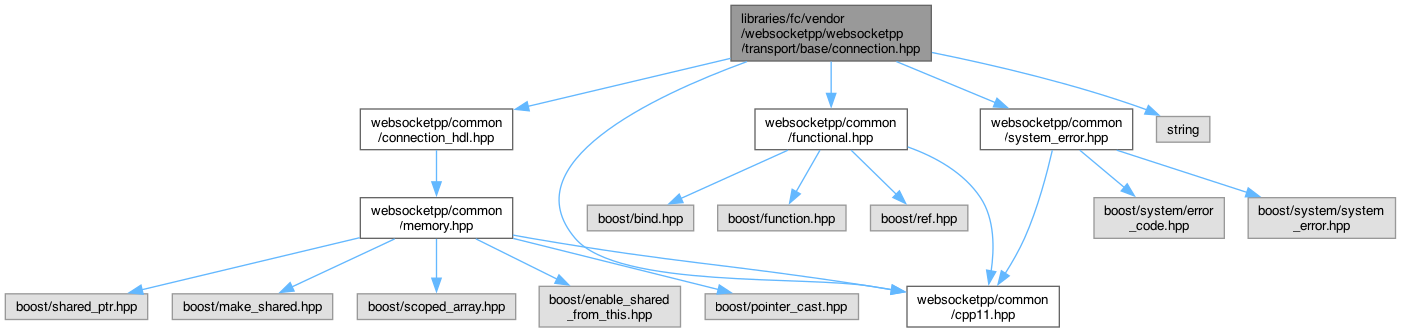 libraries/fc/vendor
/websocketpp/websocketpp
/transport/base/connection.hpp
websocketpp/common
/connection_hdl.hpp
websocketpp/common
/functional.hpp
websocketpp/common
/system_error.hpp
string
websocketpp/common
/memory.hpp
boost/bind.hpp
boost/function.hpp
boost/ref.hpp
boost/system/error
_code.hpp
boost/system/system
_error.hpp
boost/shared_ptr.hpp
boost/make_shared.hpp
boost/scoped_array.hpp
boost/enable_shared
_from_this.hpp
boost/pointer_cast.hpp
websocketpp/common
/cpp11.hpp